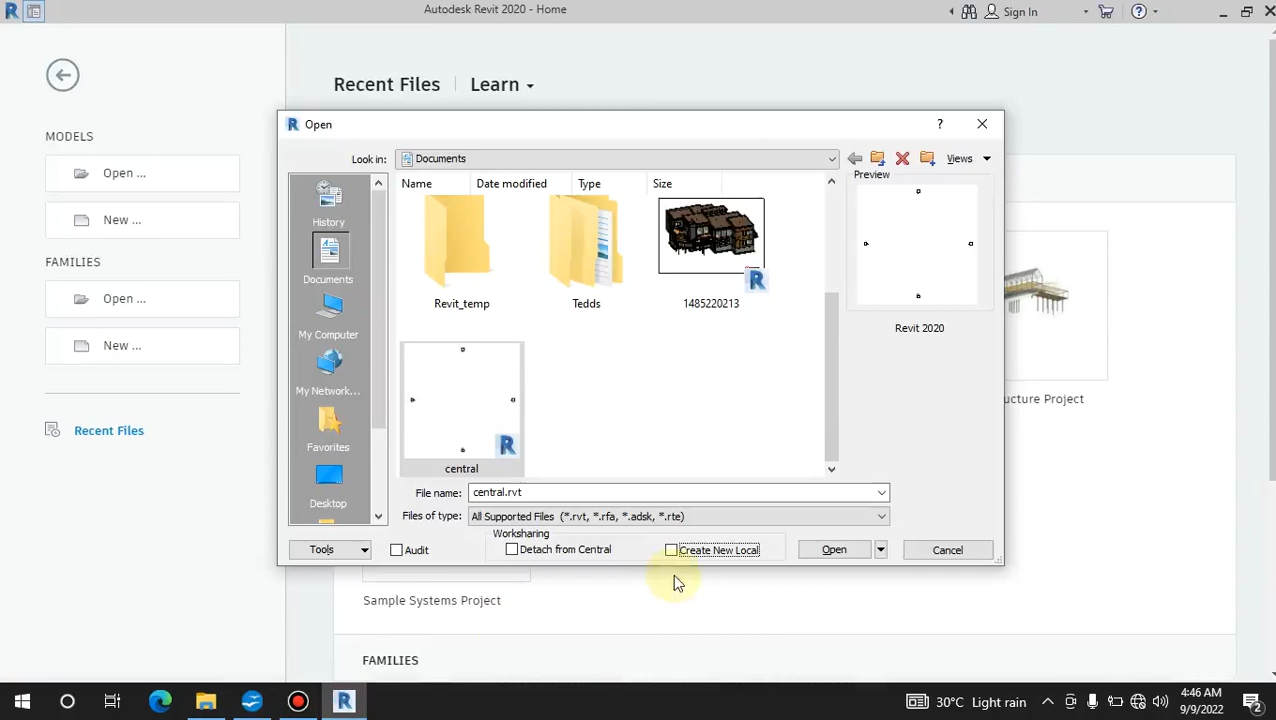 Autodesk Revit 2020 - Home
Sign In
Recent Files
Learn
MODELS
Open ...
New ...
FAMILIES
Open ...
New ...
Recent Files
Open
Look in:
Documents
Views
Name
Date modified
Type
Size
Preview
History
Documents
My Computer
My Network...
Favorites
Desktop
Revit_temp
Tedds
1485220213
central
Revit 2020
File name:
central.rvt
Files of type:
All Supported Files (*.rvt, *.rfa, *.adsk, *.rte)
Worksharing
Tools
Audit
Detach from Central
Create New Local
Open
Cancel
ucture Project
Sample Systems Project
FAMILIES
30°C Light rain
4:46 AM
9/9/2022
2